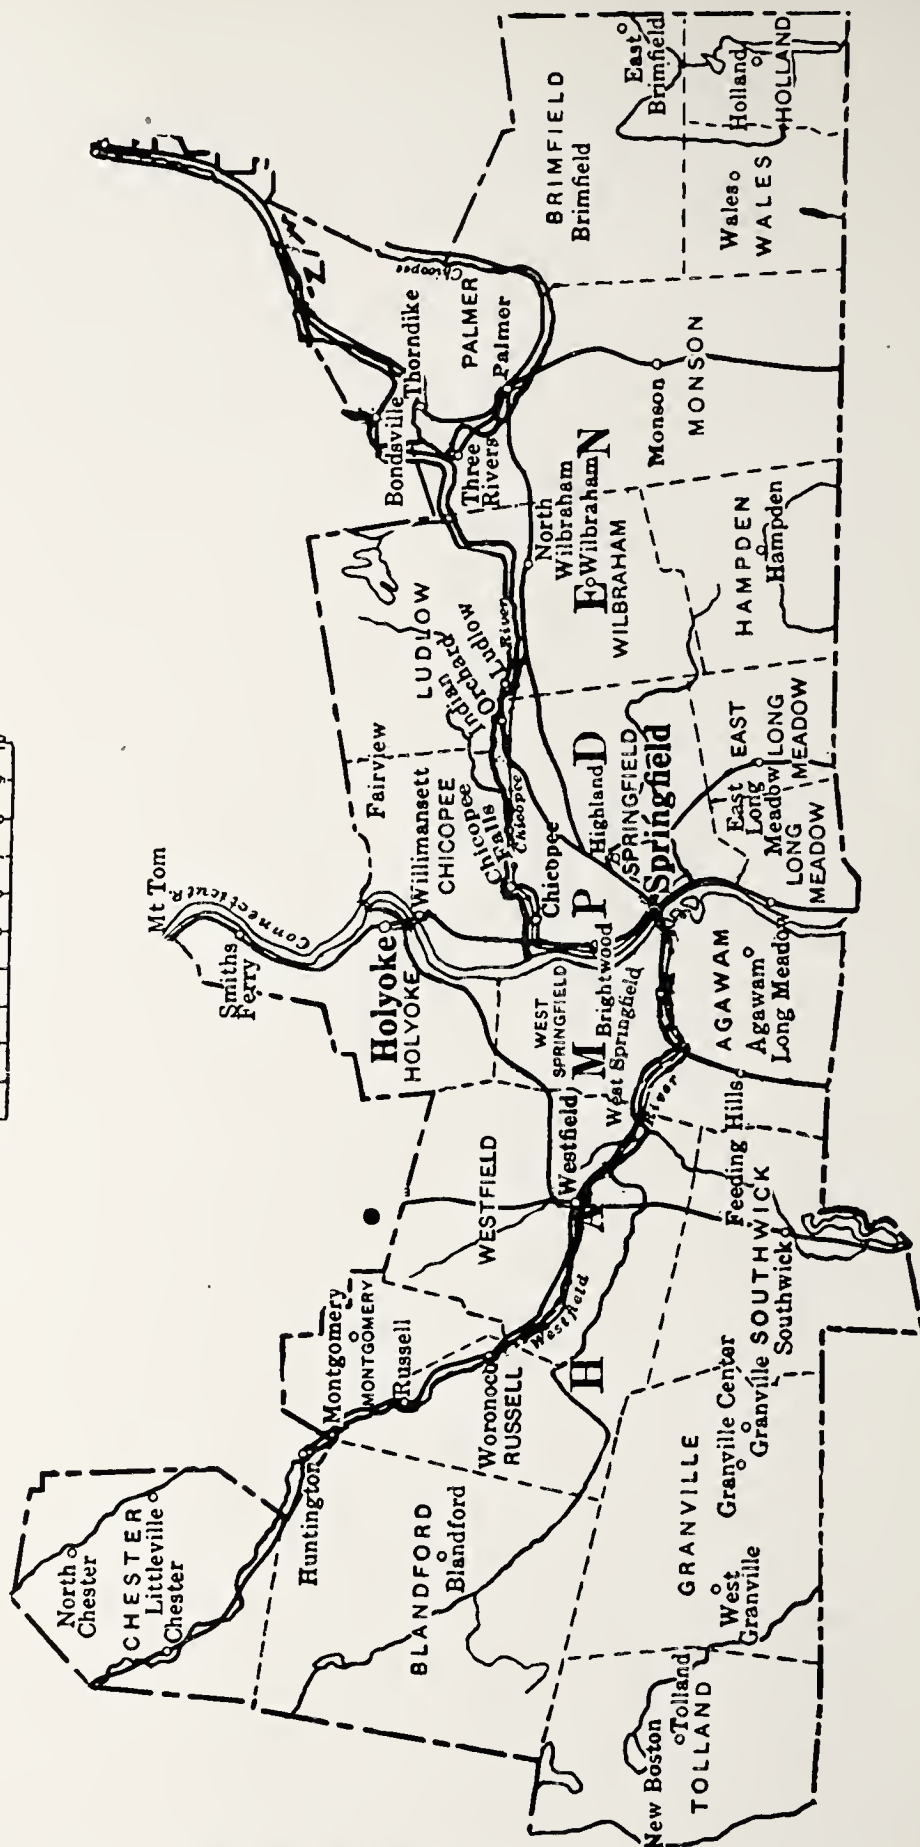 North
Chester
CHESTER
Littleville
Chester
Huntington
Montgomery
MONTGOMERY
Russell
Woronoco
RUSSELL
BLANDFORD
Blandford
New Boston
Tolland
TOLLAND
GRANVILLE
West
Granville
Granville Center
Granville
SOUTHWICK
Southwick
Feeding Hills
WESTFIELD
Westfield
Westfield
River
Mt Tom
Connecticut
R.
Smiths
Ferry
Holyoke
HOLYOKE
WEST
SPRINGFIELD
Brightwood
West Springfield
AGAWAM
Agawam
Long Meadow
Fairview
Willimansett
CHICOPEE
Chicopee
Falls
Chicopee
Chicopee
Highland
SPRINGFIELD
Springfield
East
Long
Meadow
LONG
MEADOW
EAST
LONG
MEADOW
LUDLOW
Indian
Orchard
Ludlow
River
North
Wilbraham
Wilbraham
WILBRAHAM
HAMPDEN
Hampden
Bondsville
Thorndike
Three
Rivers
PALMER
Palmer
Chicopee
Monson
MONSON
BRIMFIELD
Brimfield
East
Brimfield
Wales
WALES
Holland
HOLLAND
H A M P D E N